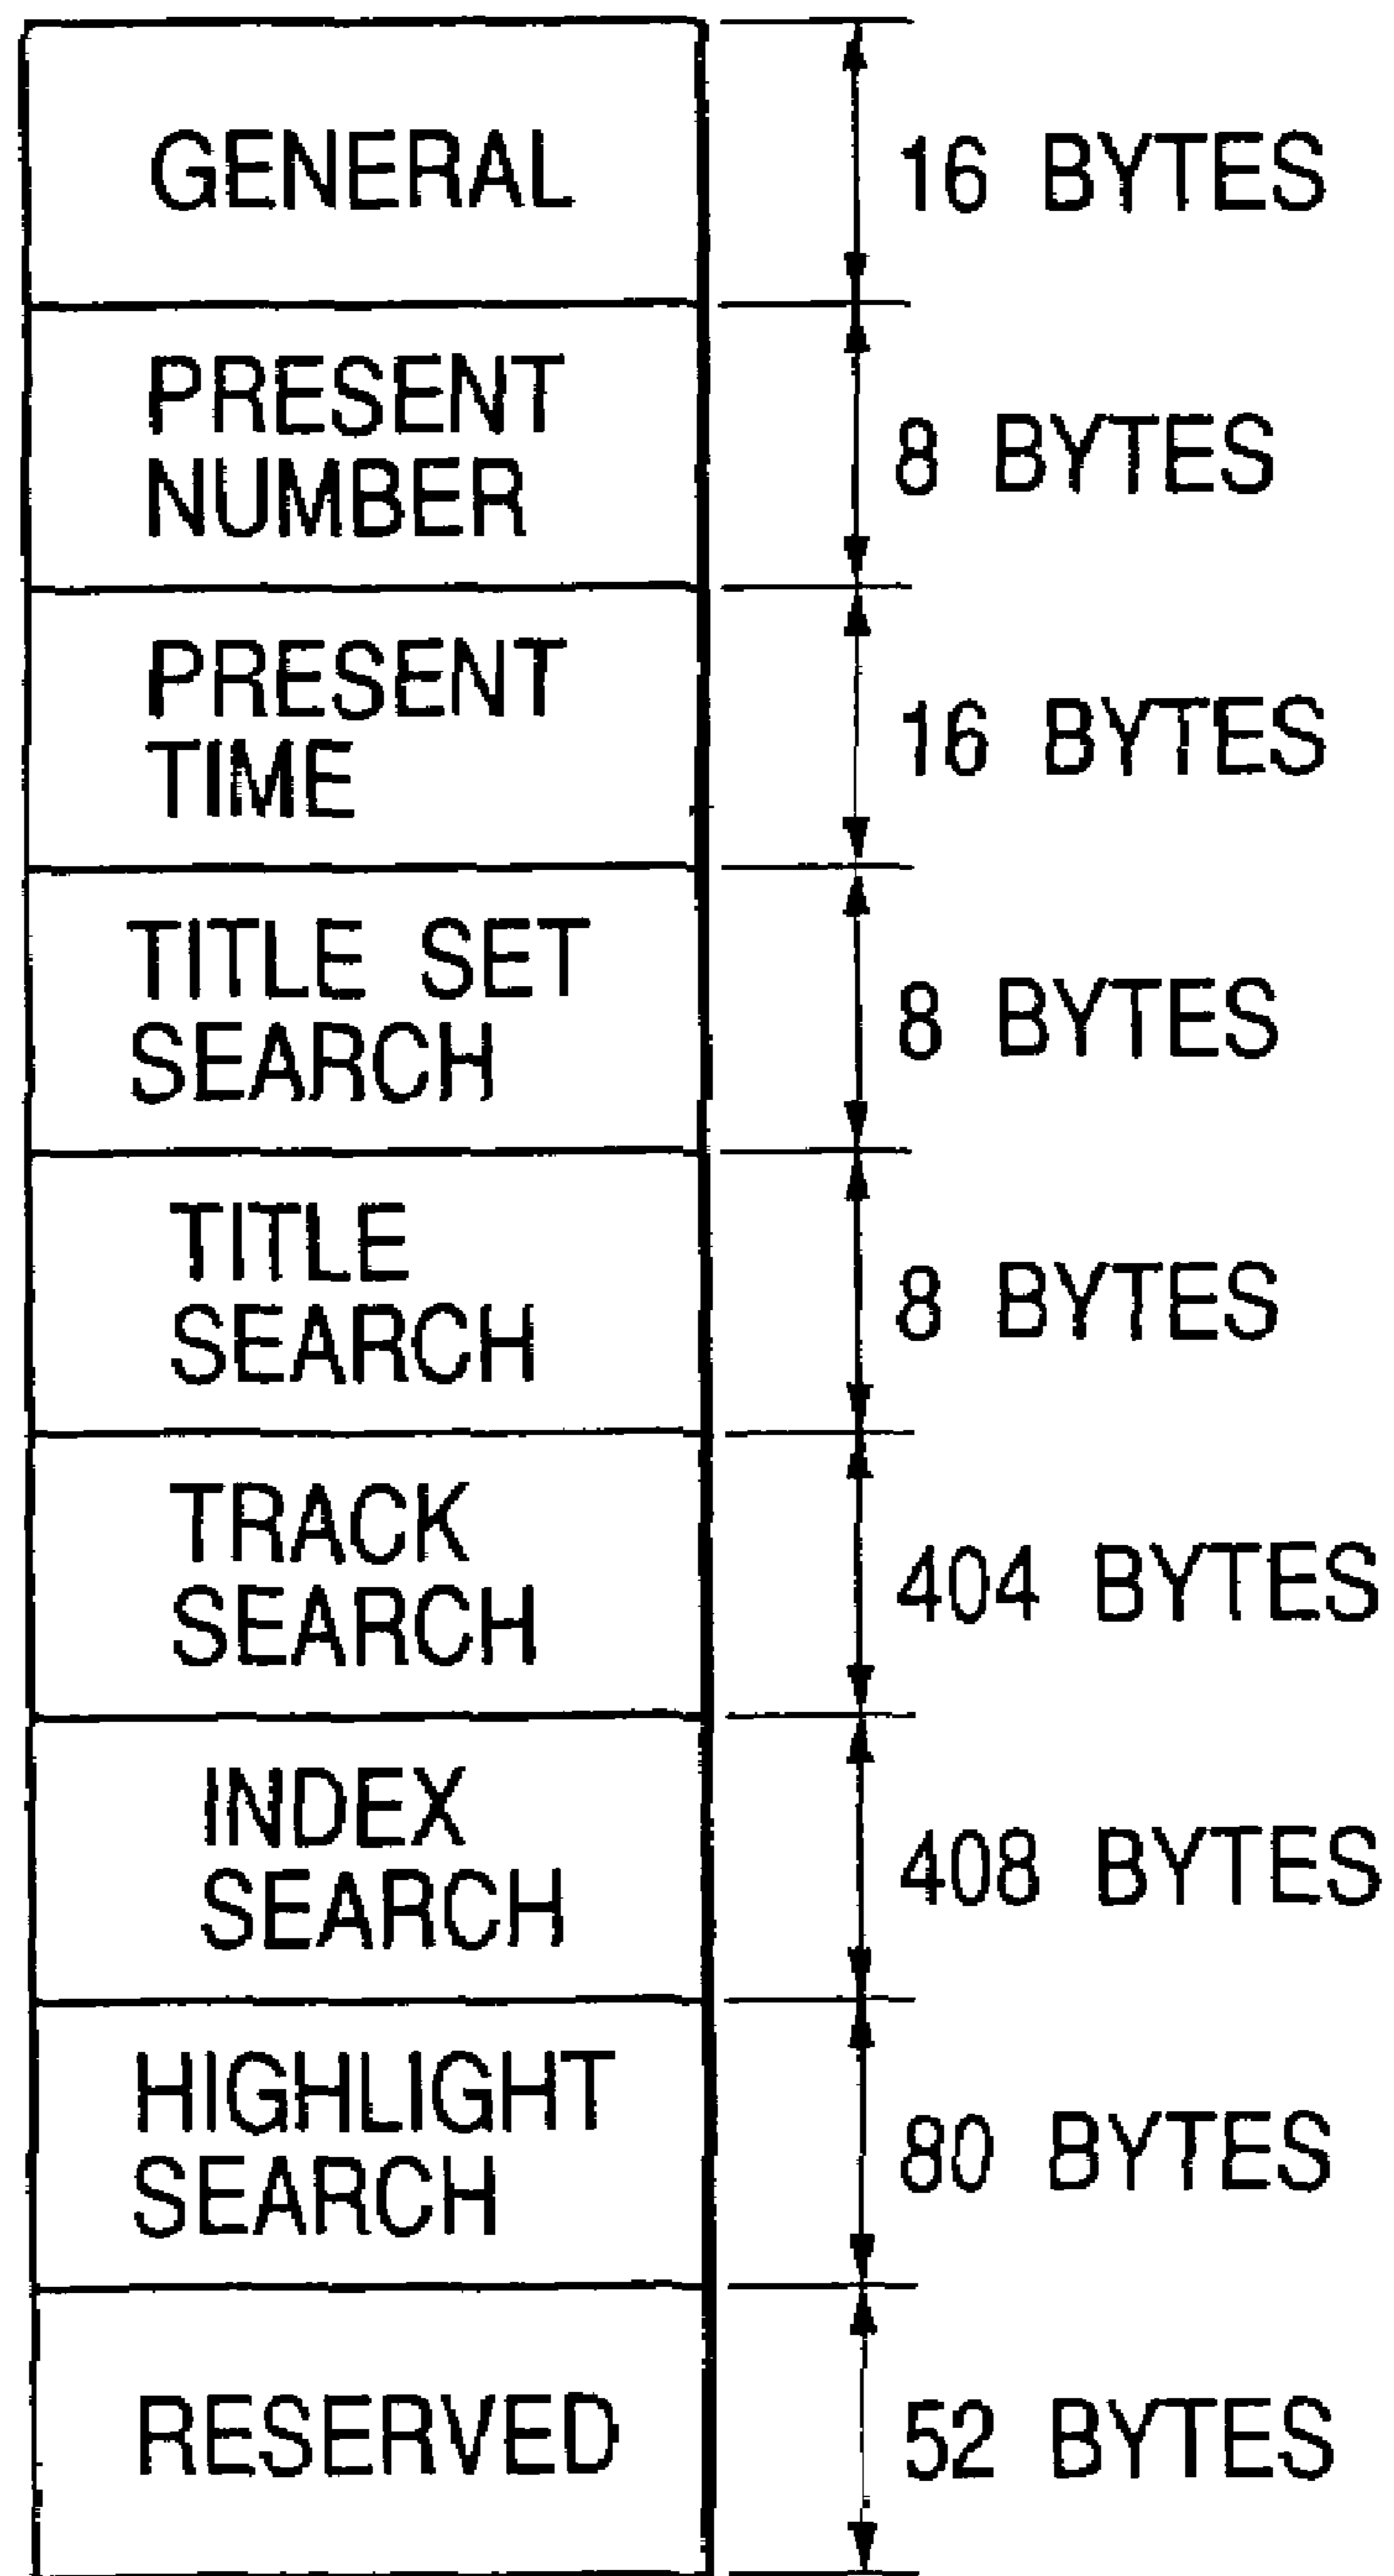 GENERAL
16 BYTES
PRESENT
NUMBER
8 BYTES
PRESENT
TIME
16 BYTES
TITLE SET
SEARCH
8 BYTES
TITLE
SEARCH
8 BYTES
TRACK
SEARCH
404 BYTES
INDEX
SEARCH
408 BYTES
HIGHLIGHT
SEARCH
80 BYTES
RESERVED
52 BYTES